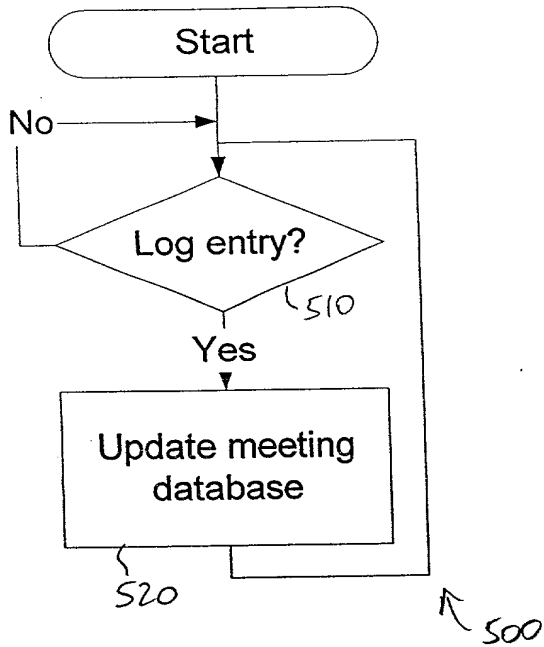 Start
No
Log entry?
510
Yes
Update meeting
database
520
500